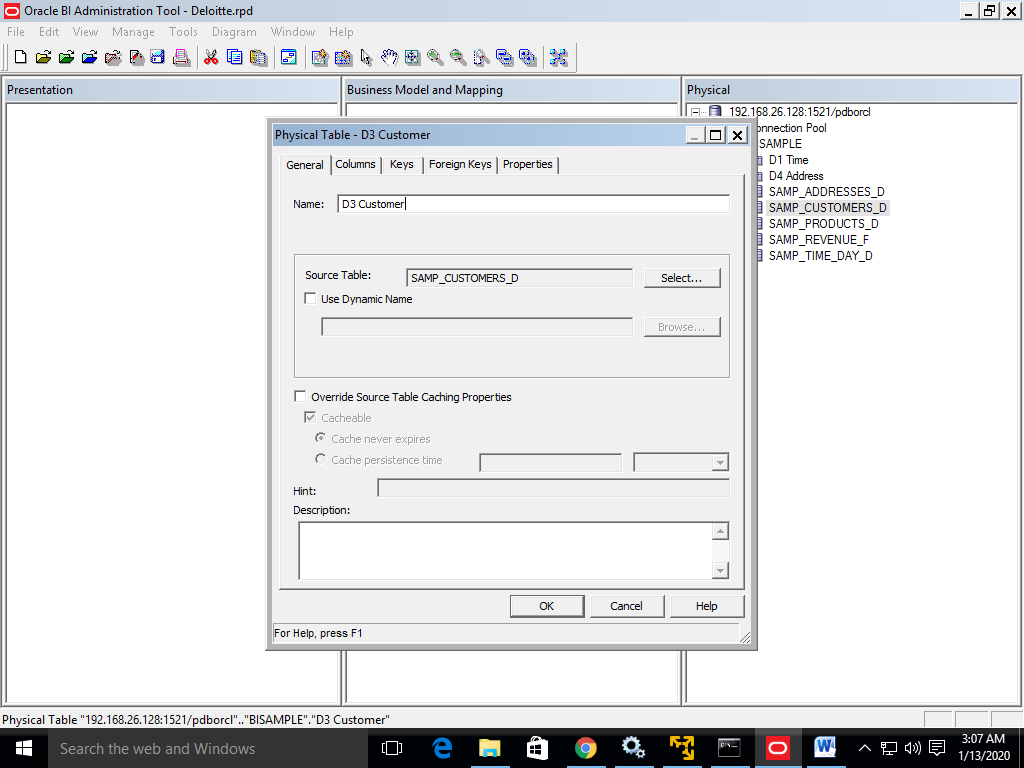 Oracle BI Administration Tool - Deloitte.rpd
File Edit View Manage Tools Diagram Window Help
Presentation
Business Model and Mapping
Physical
192.168.26.128:1521/pdborcl
onnection Pool
ISAMPLE
D1 Time
D4 Address
SAMP_ADDRESSES_D
SAMP_CUSTOMERS_D
SAMP_PRODUCTS_D
SAMP_REVENUE_F
SAMP_TIME_DAY_D
Physical Table - D3 Customer
General Columns Keys Foreign Keys Properties
Name: D3 Customer
Source Table: SAMP_CUSTOMERS_D Select...
Use Dynamic Name
Browse...
Override Source Table Caching Properties
Cacheable
Cache never expires
Cache persistence time
Hint:
Description:
OK Cancel Help
For Help, press F1
Physical Table "192.168.26.128:1521/pdborcl".."BISAMPLE"."D3 Customer"
Search the web and Windows
3:07 AM
1/13/2020